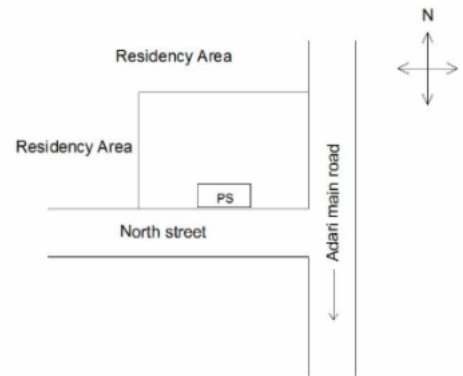 N
Residency Area
Residency Area
PS
North street
Adari main road